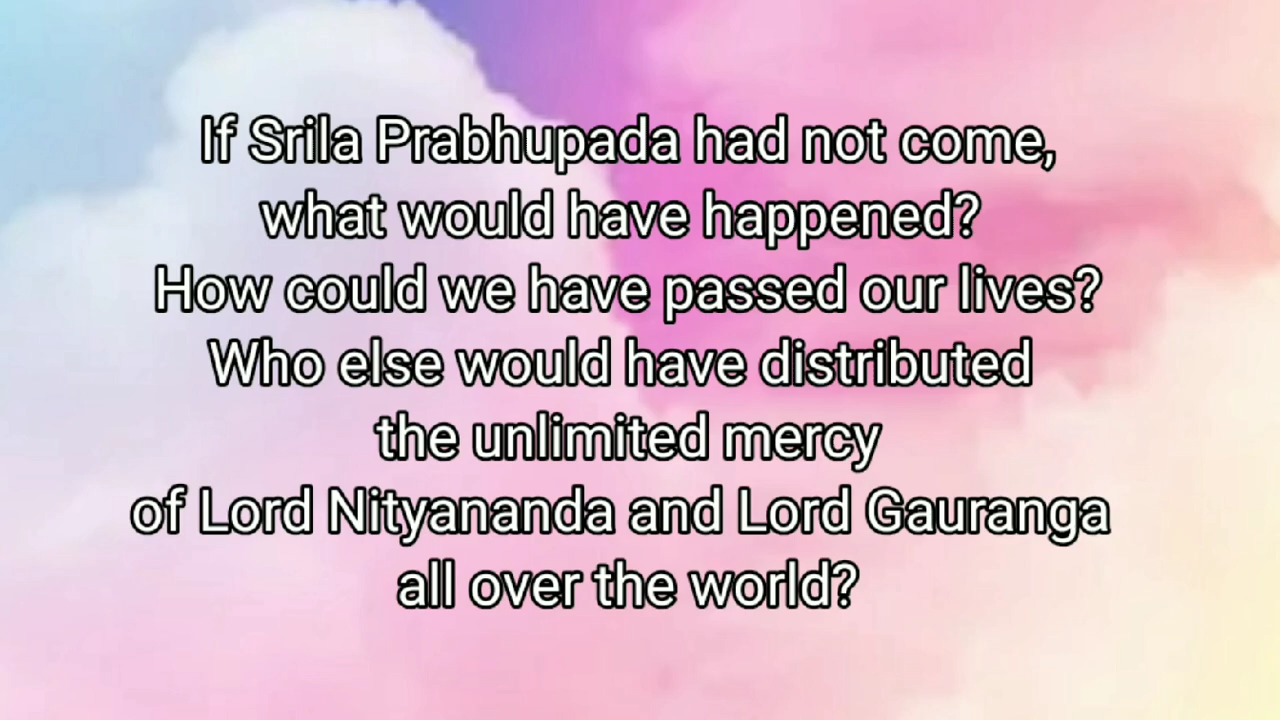 If Srila Prabhupada had not come,
what would have happened?
How could we have passed our lives?
Who else would have distributed
the unlimited mercy
of Lord Nityananda and Lord Gauranga
all over the world?